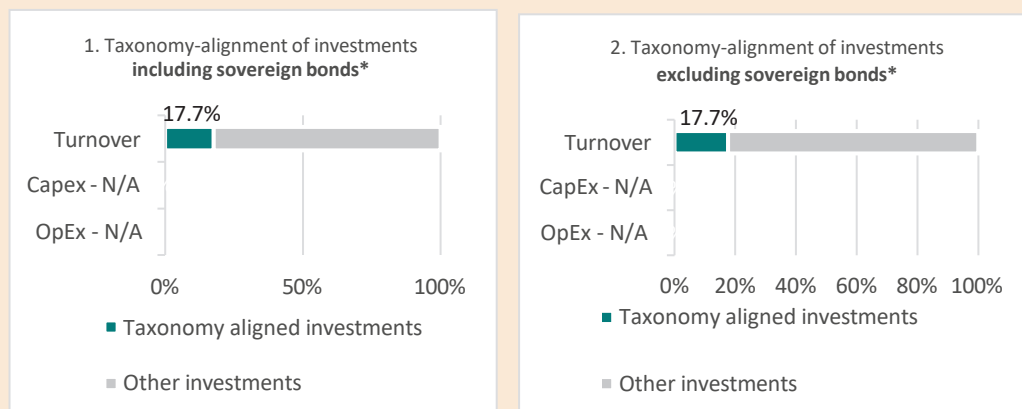 1. Taxonomy-alignment of investments
including sovereign bonds*
17.7%
Turnover
Capex - N/A
OpEx - N/A
0% 50% 100%
Taxonomy aligned investments
Other investments
2. Taxonomy-alignment of investments
excluding sovereign bonds*
17.7%
Turnover
CapEx - N/A
OpEx - N/A
0% 20% 40% 60% 80% 100%
Taxonomy aligned investments
Other investments